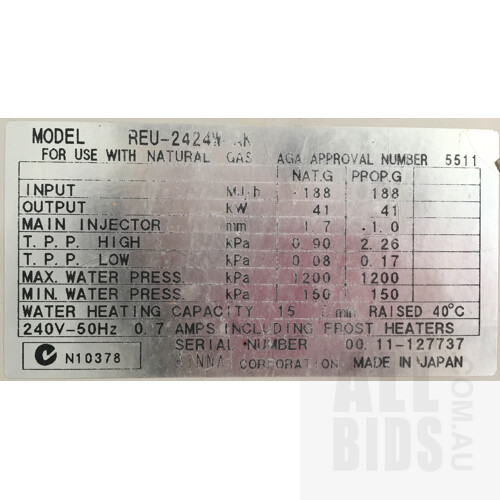 MODEL REU-2424W
FOR USE WITH NATURAL GAS AGA APPROVAL NUMBER 5511
NAT.G PROP.G
INPUT MJ/h 188 188
OUTPUT kW 41 41
MAIN INJECTOR mm 1.7 1.0
T.P.P. HIGH kPa 0.90 2.26
T.P.P. LOW kPa 0.08 0.17
MAX. WATER PRESS. kPa 1200 1200
MIN. WATER PRESS. kPa 150 150
WATER HEATING CAPACITY 15 /min RAISED 40°C
240V-50Hz 0.7 AMPS INCLUDING FROST HEATERS
SERIAL NUMBER 00.11-127737
N10378 CORPORATION MADE IN JAPAN
ALLBIDS.COM.AU